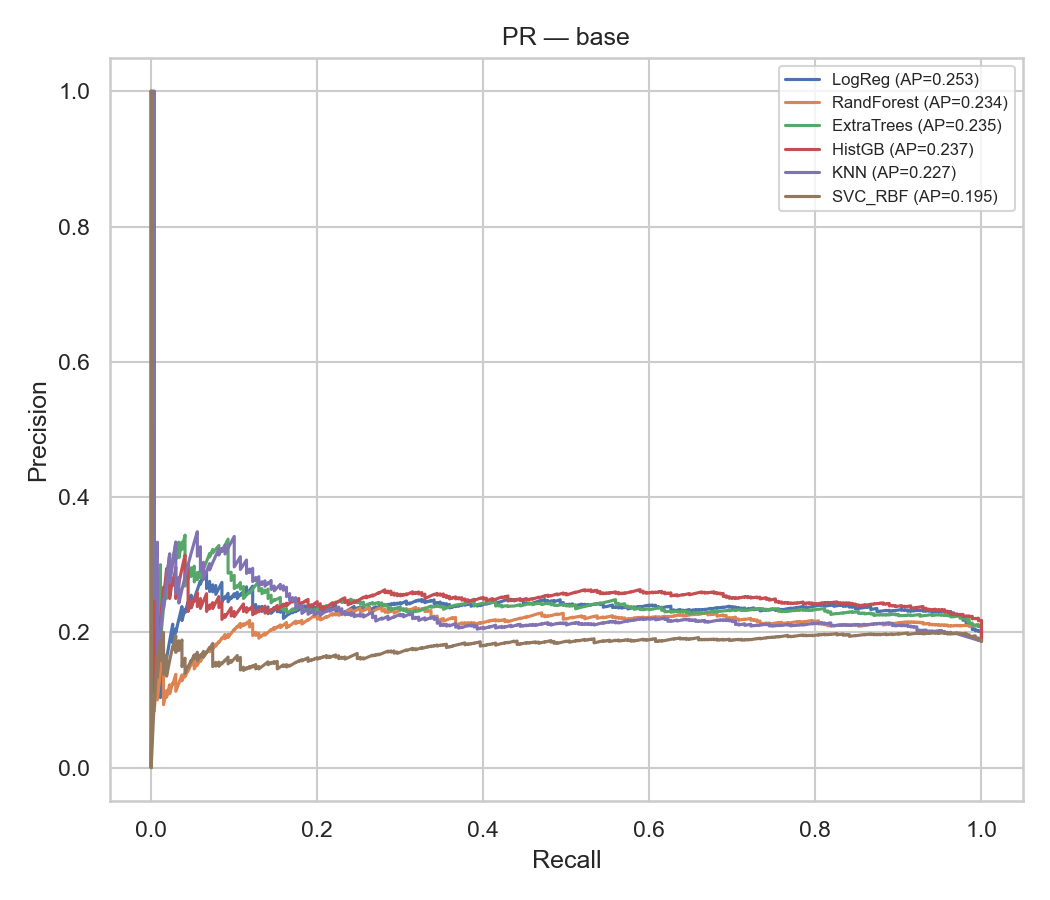 PR — base
LogReg (AP=0.253)
RandForest (AP=0.234)
ExtraTrees (AP=0.235)
HistGB (AP=0.237)
KNN (AP=0.227)
SVC_RBF (AP=0.195)
Precision
1.0
0.8
0.6
0.4
0.2
0.0
0.0 0.2 0.4 0.6 0.8 1.0
Recall